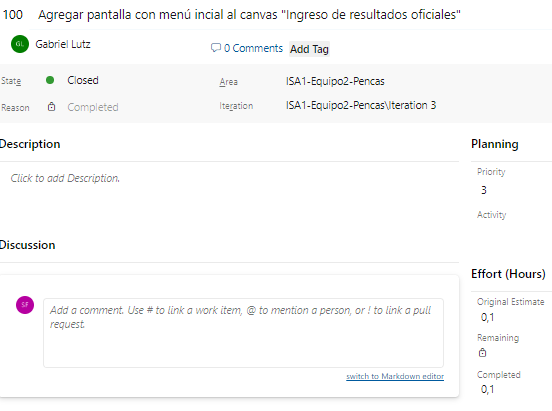 100 Agregar pantalla con menú incial al canvas "Ingreso de resultados oficiales"
GL Gabriel Lutz 0 Comments Add Tag
State Closed Area ISA1-Equipo2-Pencas
Reason Completed Iteration ISA1-Equipo2-Pencas\Iteration 3
Description
Click to add Description.
Discussion
SF
Add a comment. Use # to link a work item, @ to mention a person, or ! to link a pull
request.
switch to Markdown editor
Planning
Priority
3
Activity
Effort (Hours)
Original Estimate
0,1
Remaining
Completed
0,1